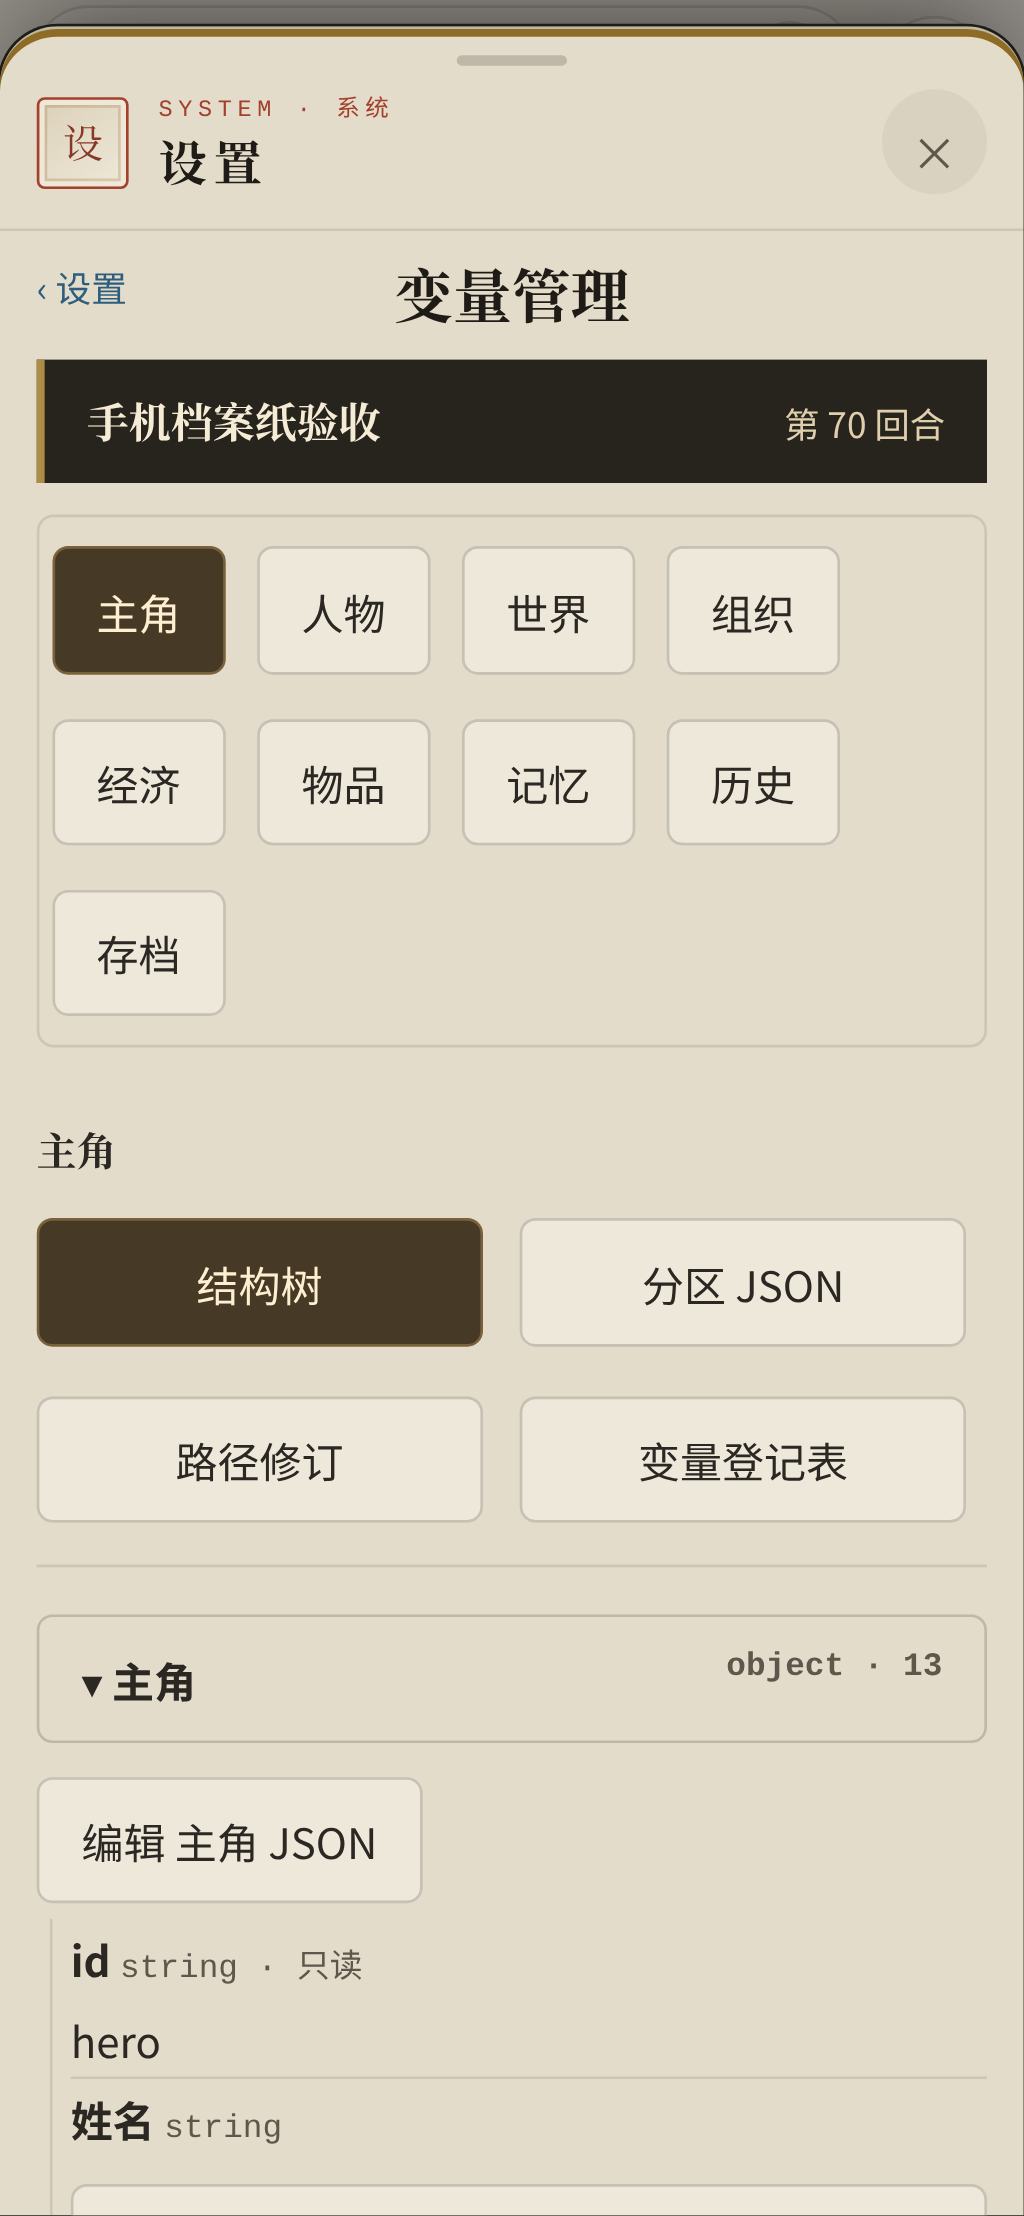 设
SYSTEM · 系统
设置
‹ 设置
变量管理
手机档案纸验收
第 70 回合
主角
人物
世界
组织
经济
物品
记忆
历史
存档
主角
结构树
分区 JSON
路径修订
变量登记表
▼ 主角
object · 13
编辑 主角 JSON
id string · 只读
hero
姓名 string